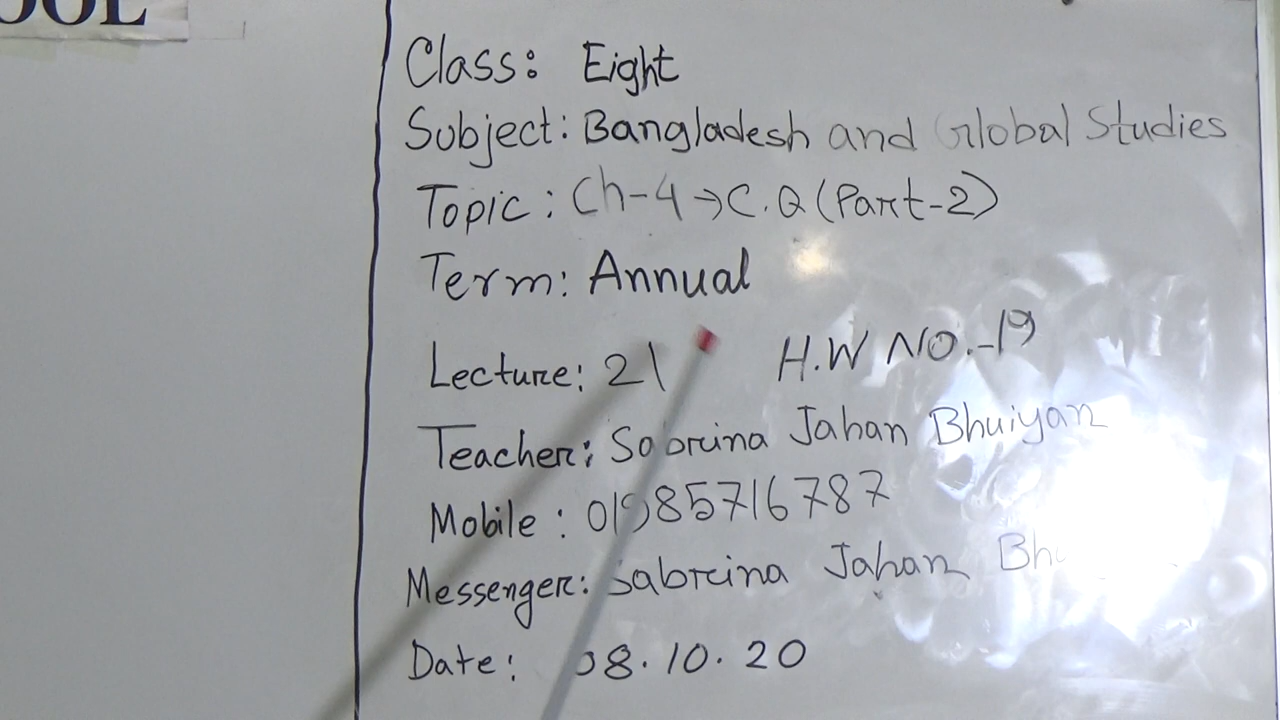 OOL
Class: Eight
Subject: Bangladesh and Global Studies
Topic: Ch-4→C.Q (Part-2)
Term: Annual
Lecture: 21 H.W NO.-19
Teacher: Sabrina Jahan Bhuiyan
Mobile: 01985716787
Messenger: Sabrina Jahan
Date: 08.10.20